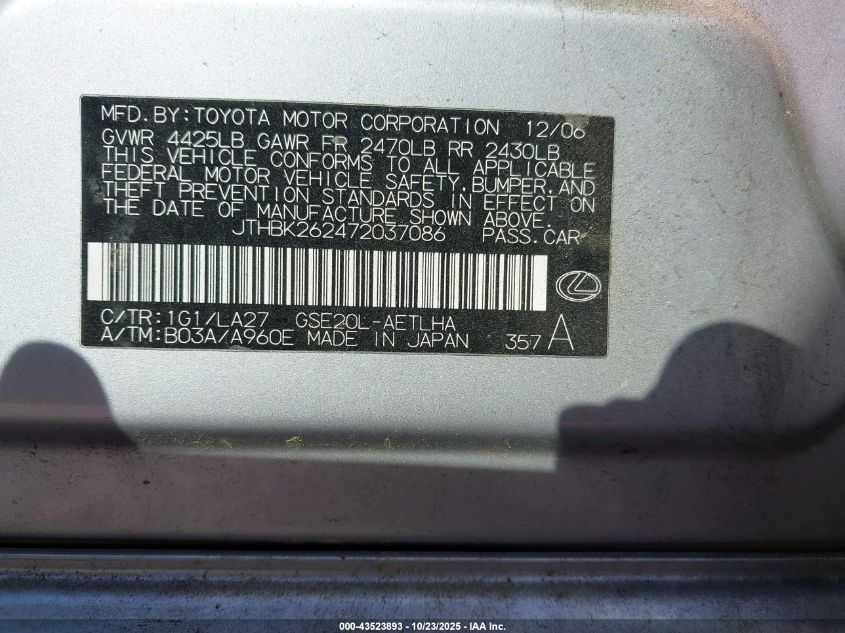 MFD.BY:TOYOTA MOTOR CORPORATION 12/06
GVWR 4425LB GAWR FR 2470LB RR 2430LB
THIS VEHICLE CONFORMS TO ALL APPLICABLE
FEDERAL MOTOR VEHICLE SAFETY,BUMPER,AND
THEFT PREVENTION STANDARDS IN EFFECT ON
THE DATE OF MANUFACTURE SHOWN ABOVE.
JTHBK262472037086 PASS.CAR
C/TR:1G1/LA27 GSE20L-AETLHA
A/TM:B03A/A960E MADE IN JAPAN 357 A
000-43523893 - 10/23/2025 - IAA Inc.